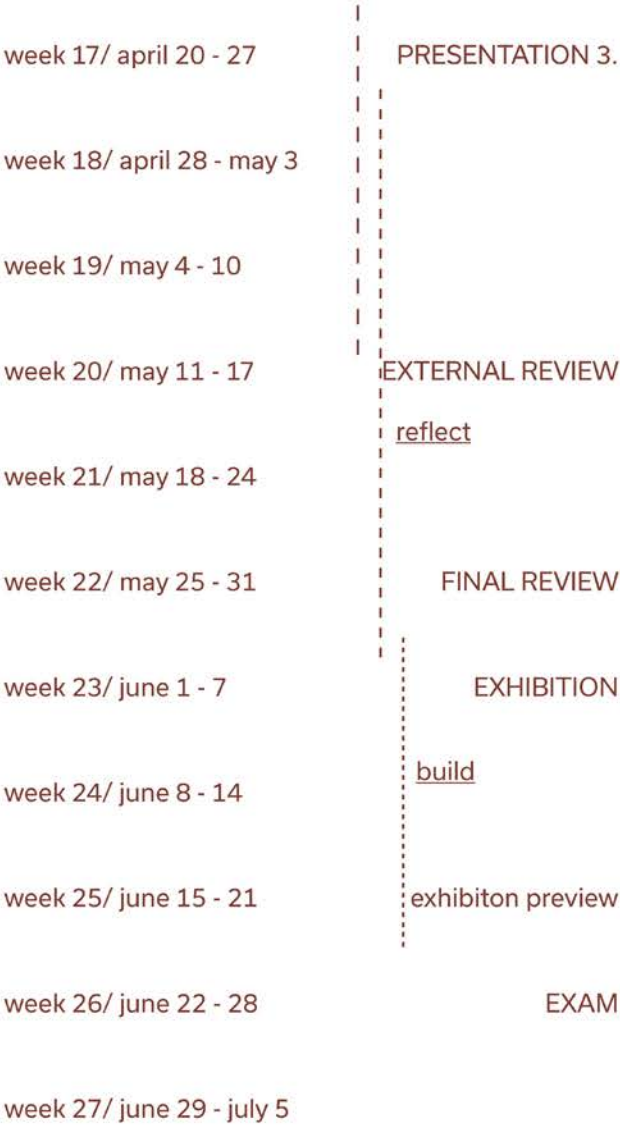 week 17/ april 20 - 27 PRESENTATION 3.
week 18/ april 28 - may 3
week 19/ may 4 - 10
week 20/ may 11 - 17 EXTERNAL REVIEW
reflect
week 21/ may 18 - 24
week 22/ may 25 - 31 FINAL REVIEW
week 23/ june 1 - 7 EXHIBITION
build
week 24/ june 8 - 14
week 25/ june 15 - 21 exhibiton preview
week 26/ june 22 - 28 EXAM
week 27/ june 29 - july 5